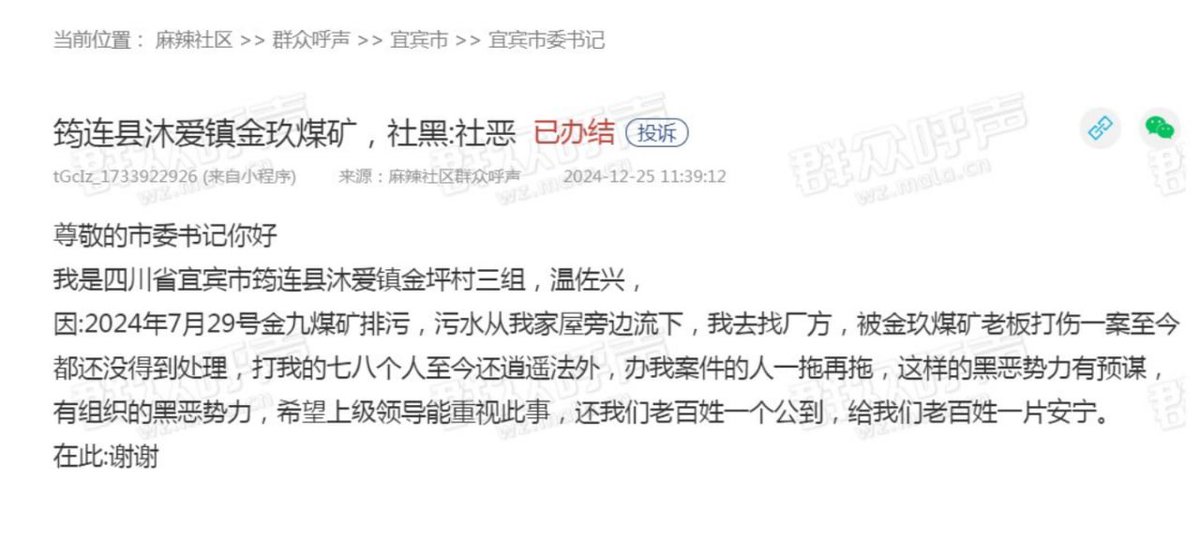 当前位置： 麻辣社区 >> 群众呼声 >> 宜宾市 >> 宜宾市委书记
筠连县沐爱镇金玖煤矿，社黑:社恶 已办结 投诉
tGclz_1733922926 (来自小程序) 来源：麻辣社区群众呼声 2024-12-25 11:39:12
尊敬的市委书记你好
我是四川省宜宾市筠连县沐爱镇金坪村三组，温佐兴，
因:2024年7月29号金九煤矿排污，污水从我家屋旁边流下，我去找厂方，被金玖煤矿老板打伤一案至今
都还没得到处理，打我的七八个人至今还逍遥法外，办我案件的人一拖再拖，这样的黑恶势力有预谋，
有组织的黑恶势力，希望上级领导能重视此事，还我们老百姓一个公到，给我们老百姓一片安宁。
在此:谢谢
群众呼声
wz.mala.cn